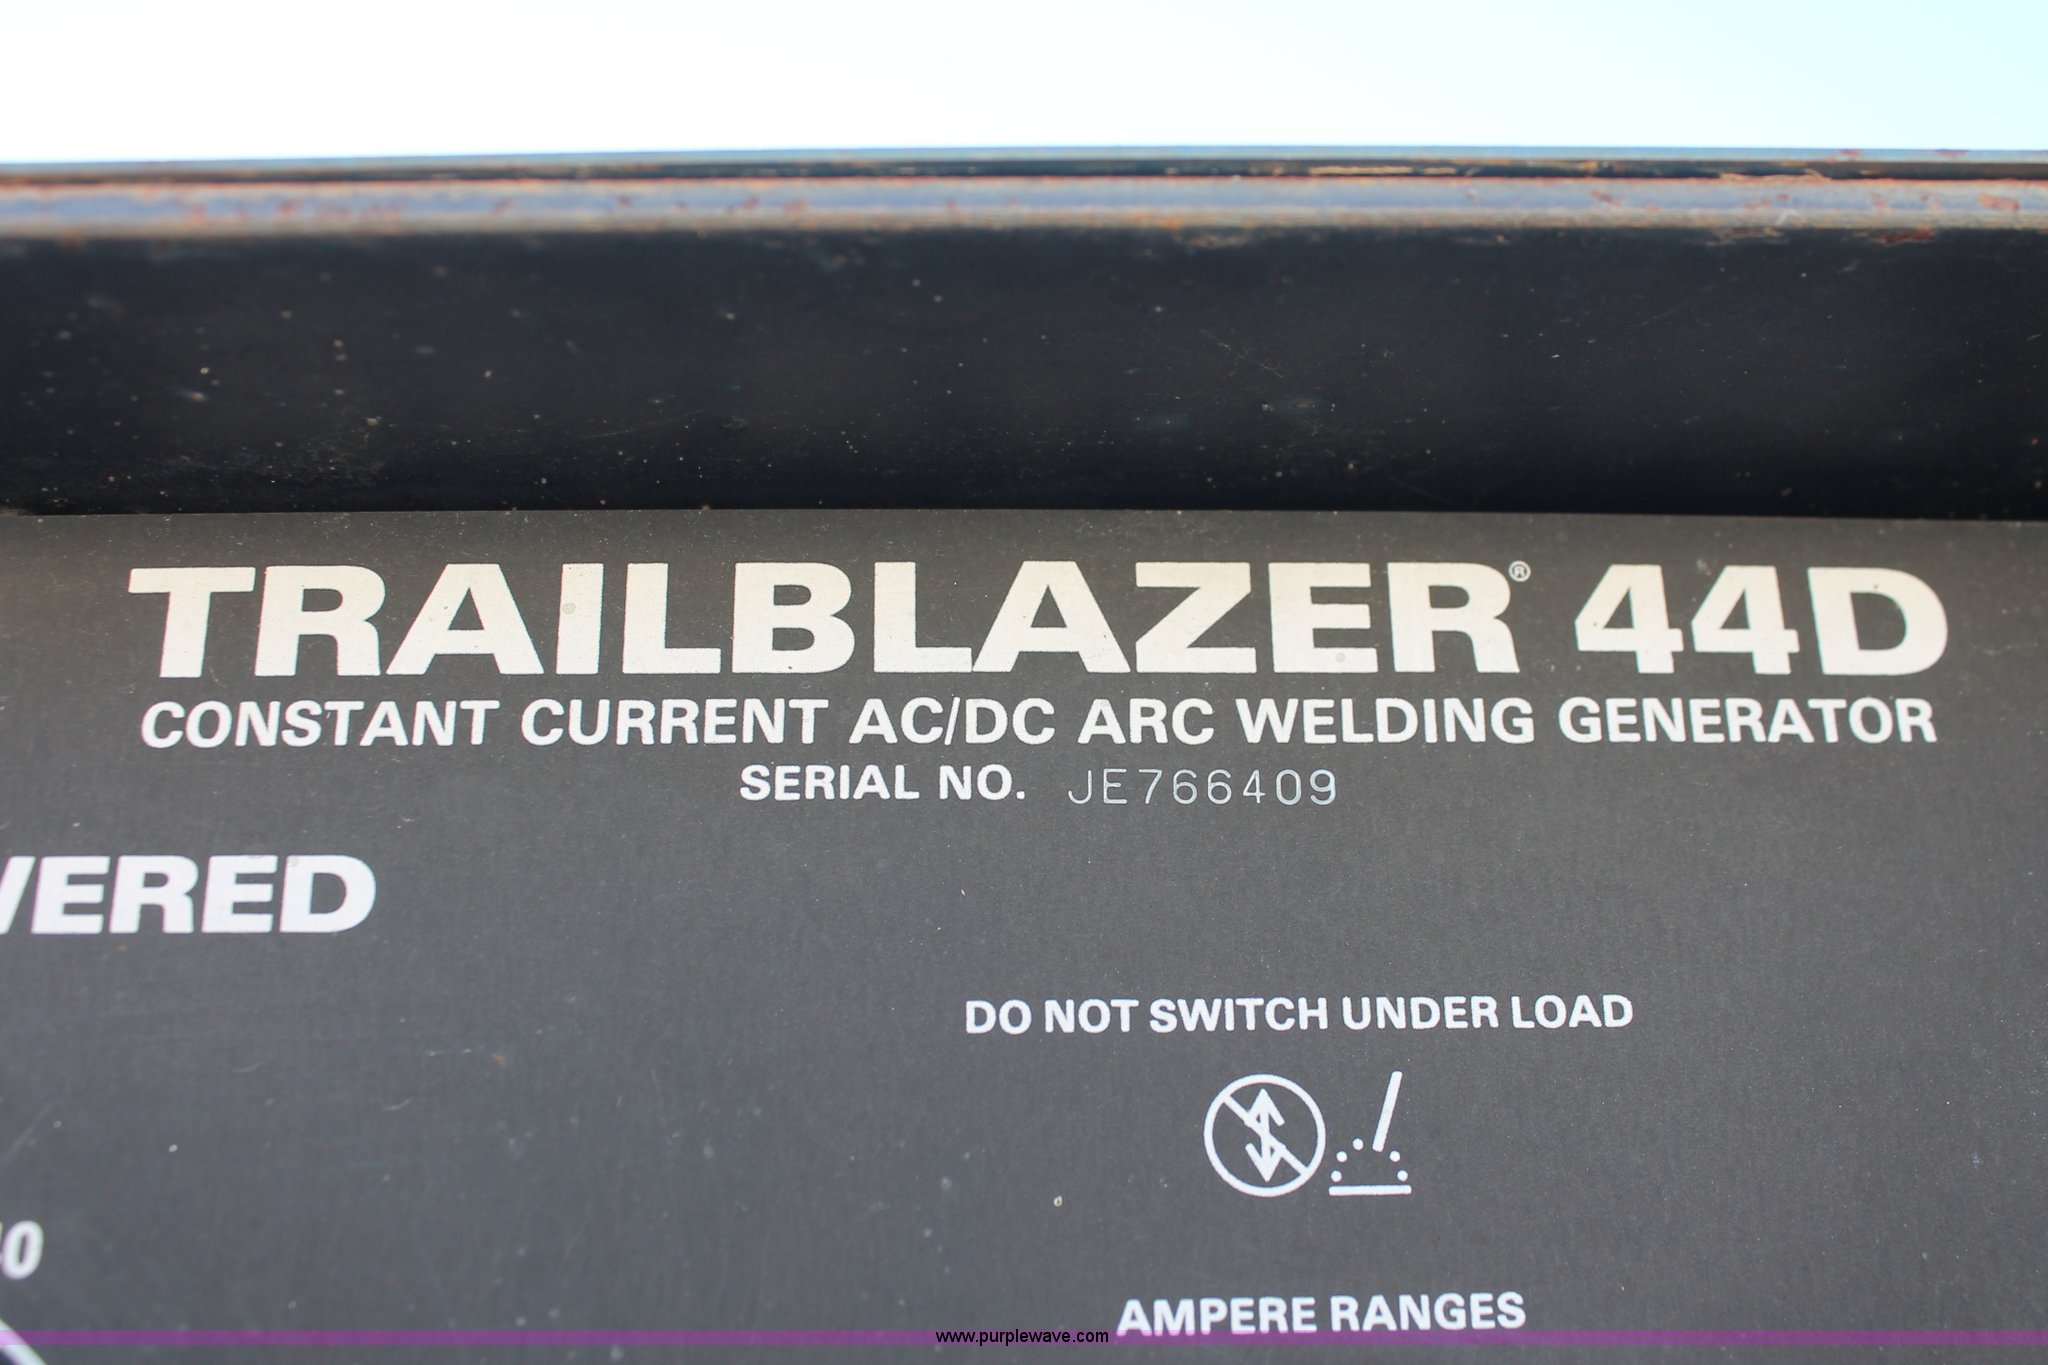 TRAILBLAZER® 44D
CONSTANT CURRENT AC/DC ARC WELDING GENERATOR
SERIAL NO. JE766409
VERED
DO NOT SWITCH UNDER LOAD
40
AMPERE RANGES
www.purplewave.com